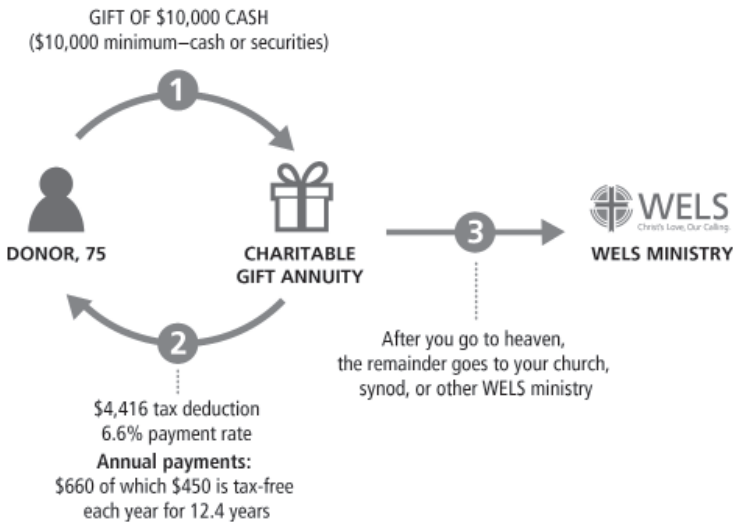 GIFT OF $10,000 CASH
($10,000 minimum–cash or securities)
1
DONOR, 75
CHARITABLE
GIFT ANNUITY
3
WELS
Christ's Love, Our Calling.
WELS MINISTRY
2
$4,416 tax deduction
6.6% payment rate
Annual payments:
$660 of which $450 is tax-free
each year for 12.4 years
After you go to heaven,
the remainder goes to your church,
synod, or other WELS ministry